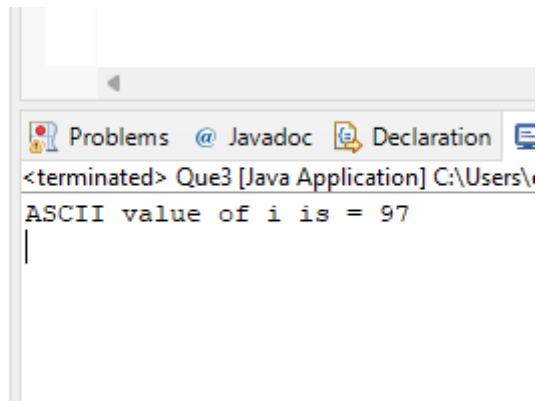 Problems @ Javadoc Declaration
<terminated> Que3 [Java Application] C:\Users\
ASCII value of i is = 97